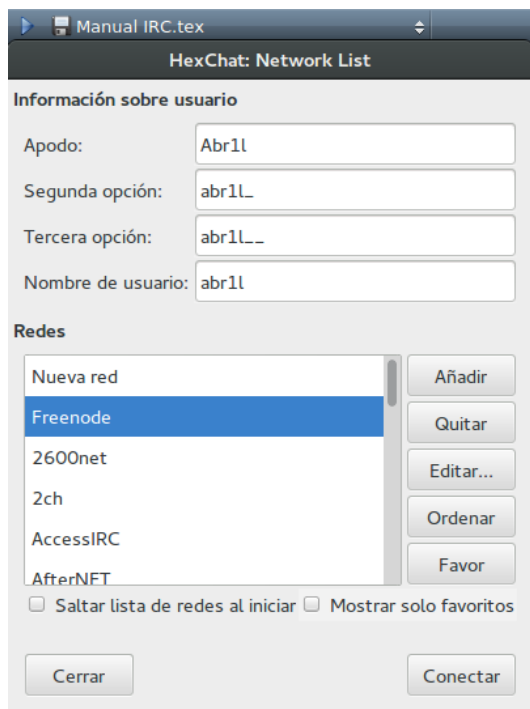 Manual IRC.tex
HexChat: Network List
Información sobre usuario
Apodo: Abr1l
Segunda opción: abr1l_
Tercera opción: abr1l__
Nombre de usuario: abr1l
Redes
Nueva red
Freenode
2600net
2ch
AccessIRC
AfterNET
Añadir
Quitar
Editar...
Ordenar
Favor
Saltar lista de redes al iniciar Mostrar solo favoritos
Cerrar Conectar